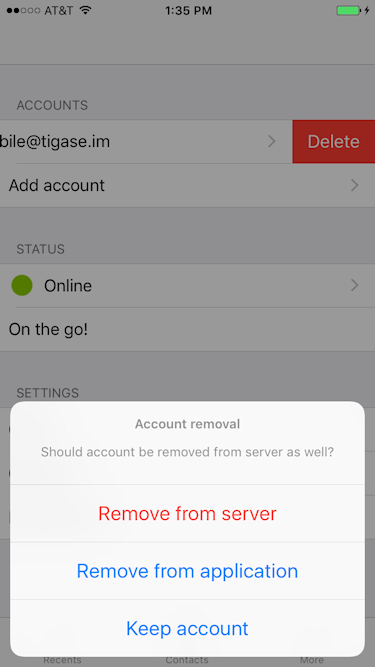 AT&T 1:35 PM
ACCOUNTS
bile@tigase.im Delete
Add account
STATUS
Online
On the go!
SETTINGS
Account removal
Should account be removed from server as well?
Remove from server
Remove from application
Keep account
Recents Contacts More